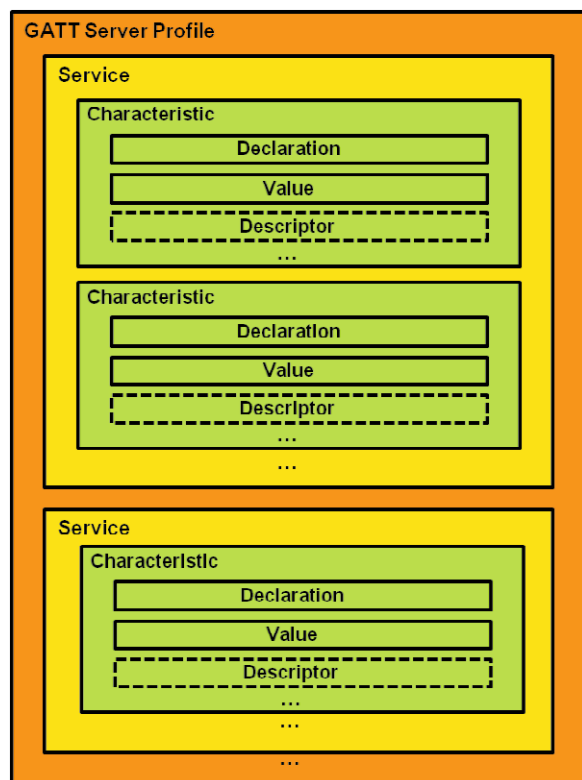 GATT Server Profile
Service
Characteristic
Declaration
Value
Descriptor
...
Characteristic
Declaration
Value
Descriptor
...
...
Service
Characteristic
Declaration
Value
Descriptor
...
...
...